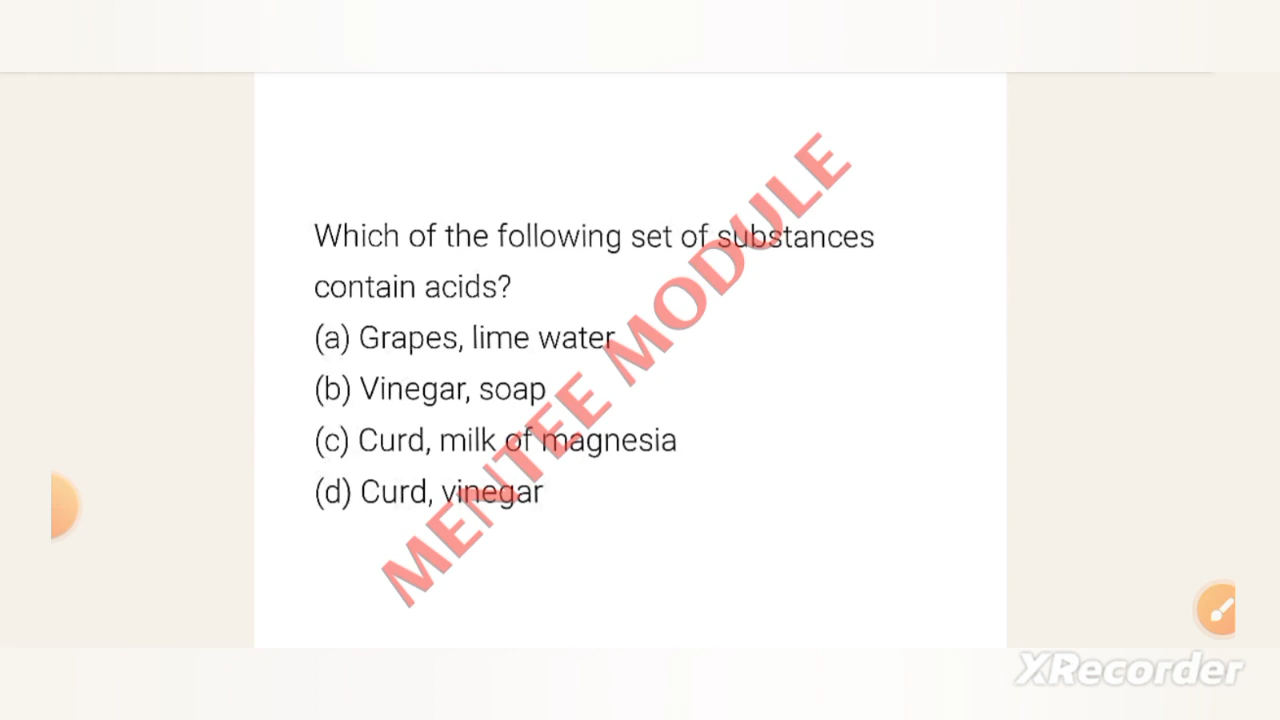 Which of the following set of substances
contain acids?
(a) Grapes, lime water
(b) Vinegar, soap
(c) Curd, milk of magnesia
(d) Curd, vinegar
MENTEE MODULE
XRecorder